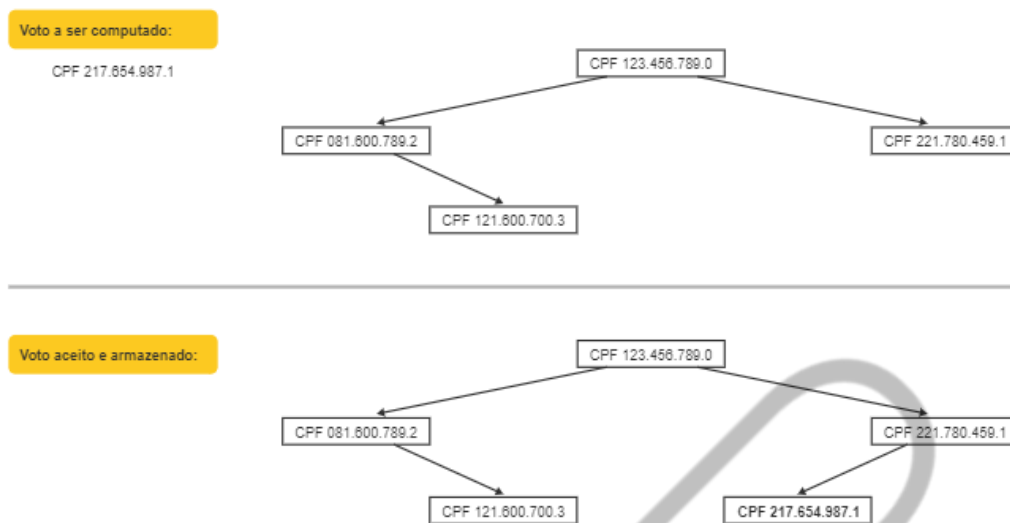 Voto a ser computado:
CPF 217.654.987.1
CPF 123.456.789.0
CPF 081.600.789.2
CPF 221.780.459.1
CPF 121.600.700.3
Voto aceito e armazenado:
CPF 123.456.789.0
CPF 081.600.789.2
CPF 221.780.459.1
CPF 121.600.700.3
CPF 217.654.987.1